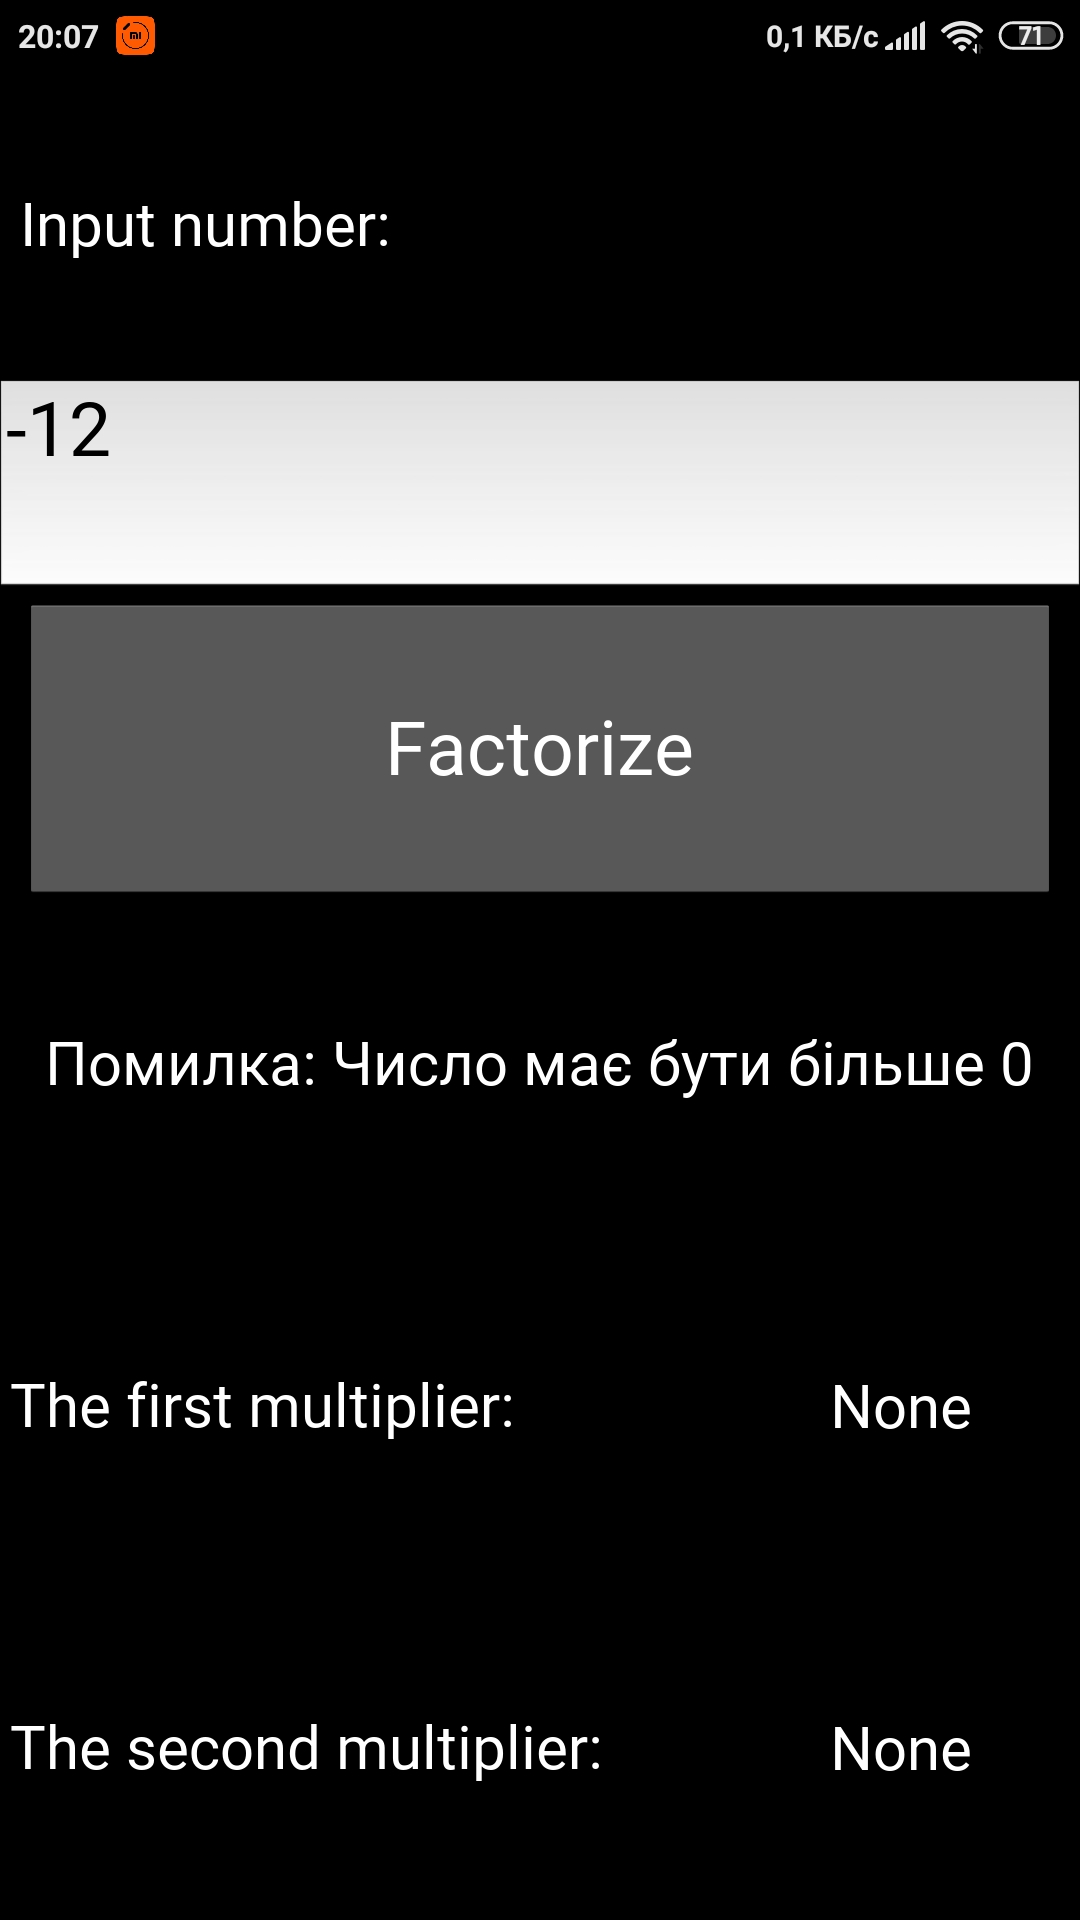 20:07 0,1 КБ/с 71
Input number:
-12
Factorize
Помилка: Число має бути більше 0
The first multiplier: None
The second multiplier: None